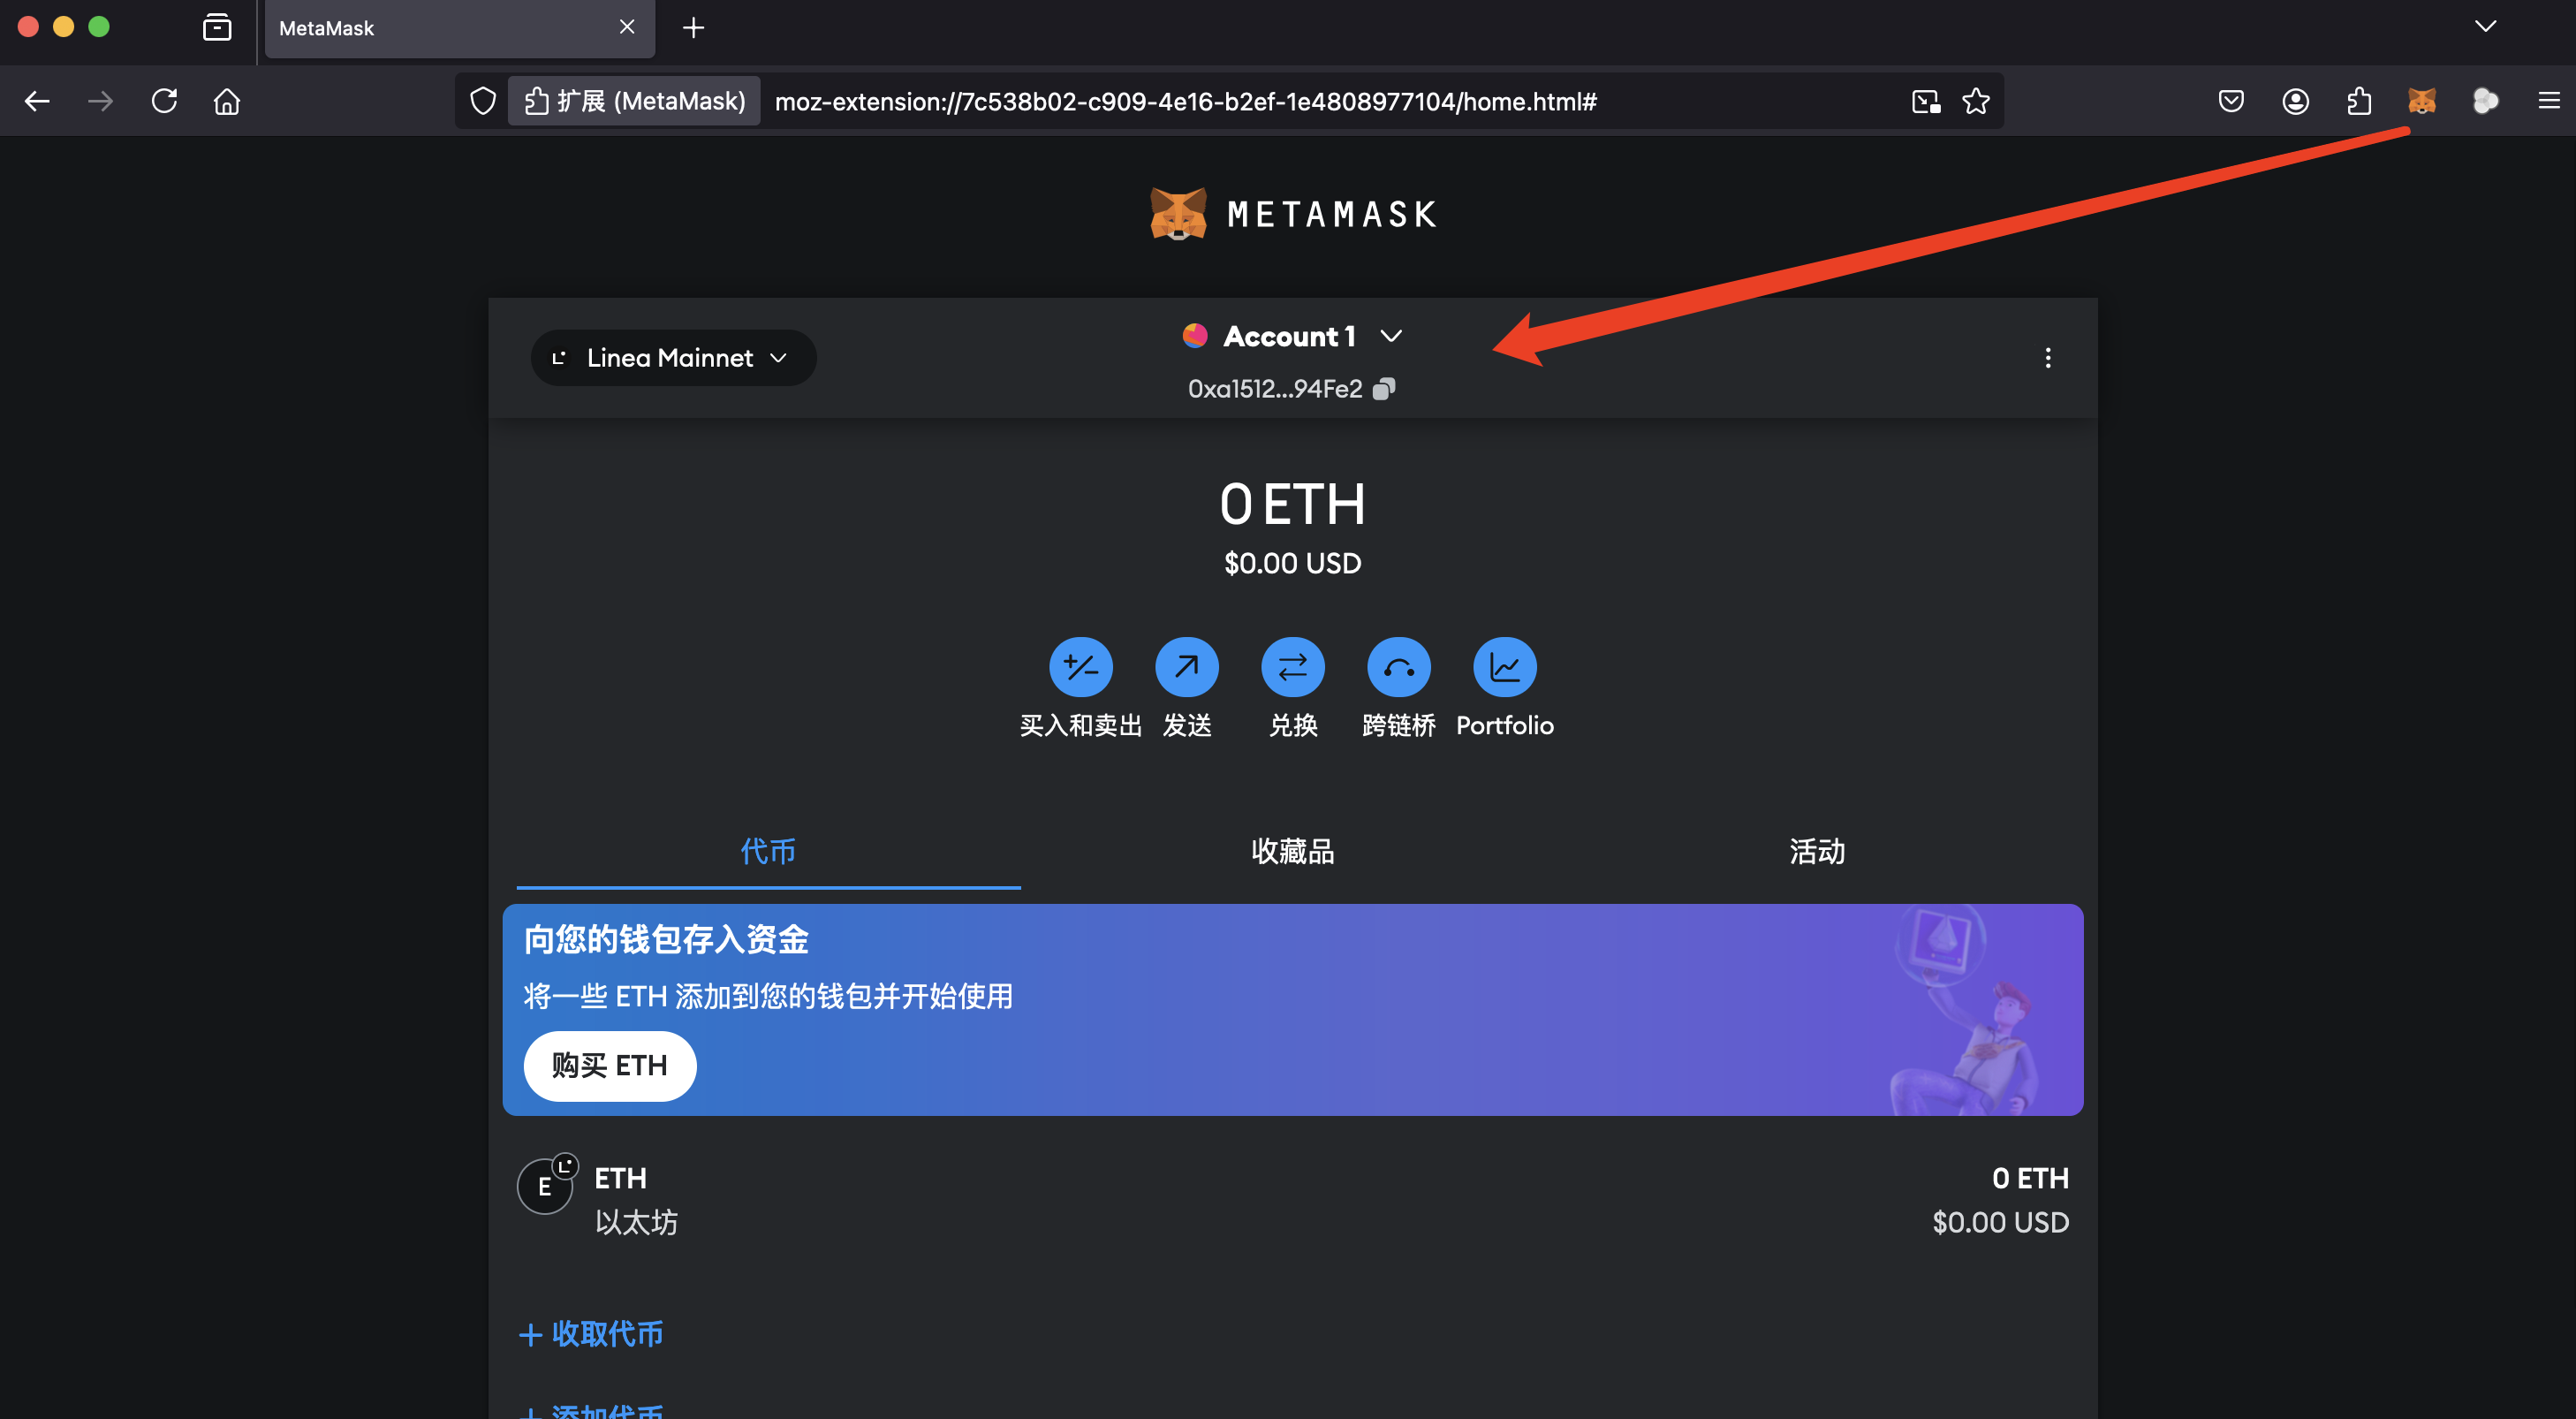 MetaMask
扩展 (MetaMask)
moz-extension://7c538b02-c909-4e16-b2ef-1e4808977104/home.html#
METAMASK
Linea Mainnet
Account 1
0xa1512...94Fe2
0 ETH
$0.00 USD
买入和卖出
发送
兑换
跨链桥
Portfolio
代币
收藏品
活动
向您的钱包存入资金
将一些 ETH 添加到您的钱包并开始使用
购买 ETH
E
ETH
0 ETH
以太坊
$0.00 USD
+ 收取代币
+ 添加代币